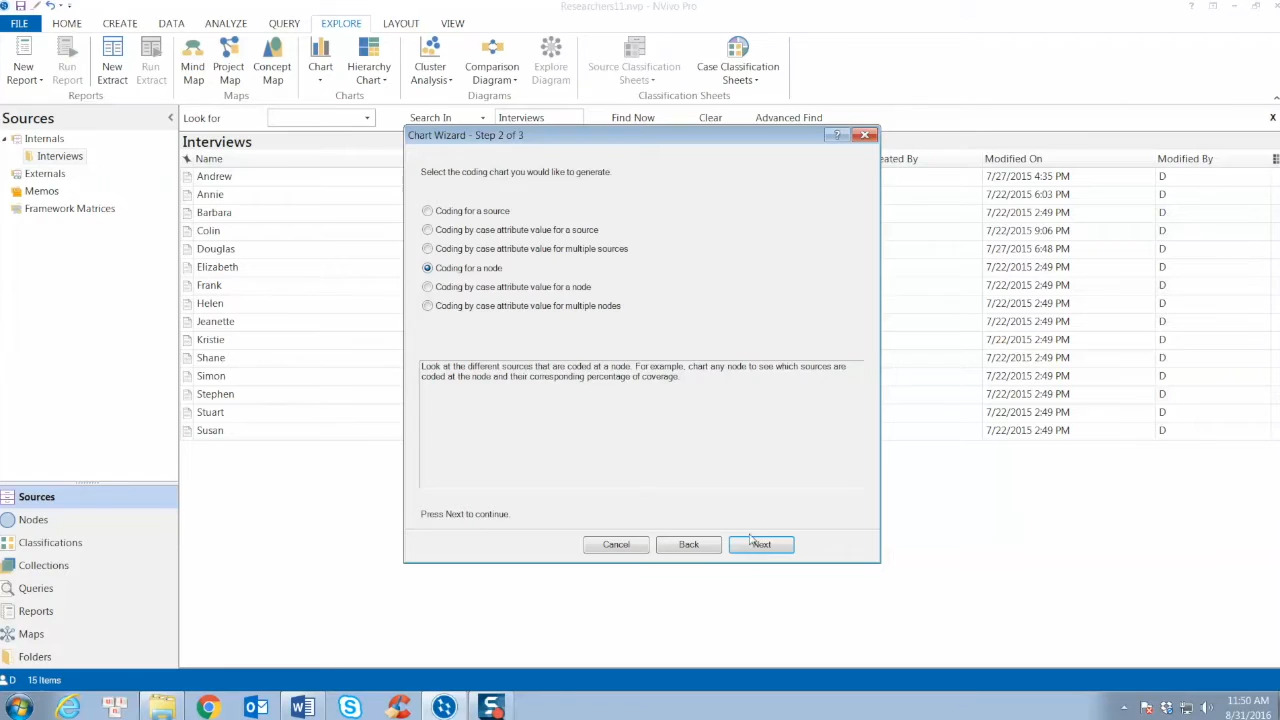 Researchers11.nvp - NVivo Pro
FILE HOME CREATE DATA ANALYZE QUERY EXPLORE LAYOUT VIEW
New Report
Run Report
New Extract
Run Extract
Mind Map
Project Map
Concept Map
Chart
Hierarchy Chart
Cluster Analysis
Comparison Diagram
Explore Diagram
Source Classification Sheets
Case Classification Sheets
Reports Maps Charts Diagrams Classification Sheets
Sources
Look for Search In Interviews Find Now Clear Advanced Find X
Internals
Interviews
Externals
Memos
Framework Matrices
Interviews
Name ated By Modified On Modified By
Andrew 7/27/2015 4:35 PM D
Annie 7/22/2015 6:03 PM D
Barbara 7/22/2015 2:49 PM D
Colin 7/22/2015 9:06 PM D
Douglas 7/27/2015 6:48 PM D
Elizabeth 7/22/2015 2:49 PM D
Frank 7/22/2015 2:49 PM D
Helen 7/22/2015 2:49 PM D
Jeanette 7/22/2015 2:49 PM D
Kristie 7/22/2015 2:49 PM D
Shane 7/22/2015 2:49 PM D
Simon 7/22/2015 2:49 PM D
Stephen 7/22/2015 2:49 PM D
Stuart 7/22/2015 2:49 PM D
Susan 7/22/2015 2:49 PM D
Chart Wizard - Step 2 of 3
Select the coding chart you would like to generate.
Coding for a source
Coding by case attribute value for a source
Coding by case attribute value for multiple sources
Coding for a node
Coding by case attribute value for a node
Coding by case attribute value for multiple nodes
Look at the different sources that are coded at a node. For example, chart any node to see which sources are
coded at the node and their corresponding percentage of coverage.
Press Next to continue.
Cancel Back Next
Sources
Nodes
Classifications
Collections
Queries
Reports
Maps
Folders
D 15 Items
11:50 AM
8/31/2016